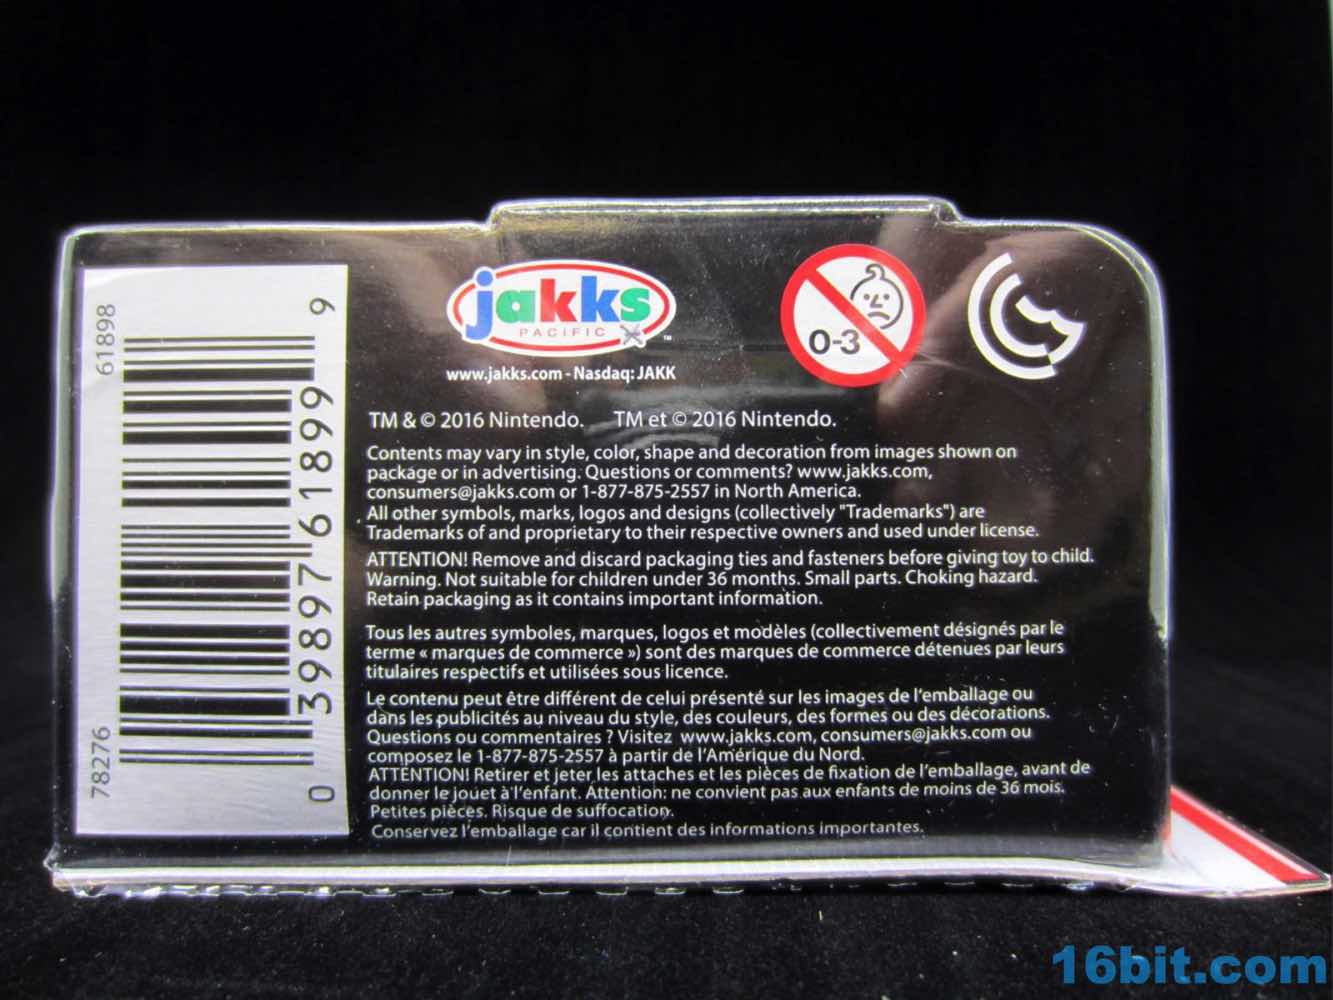 61898
78276
0 39897 61899 9
jakks
PACIFIC
™
www.jakks.com - Nasdaq: JAKK
0-3
TM & © 2016 Nintendo. TM et © 2016 Nintendo.
Contents may vary in style, color, shape and decoration from images shown on
package or in advertising. Questions or comments? www.jakks.com,
consumers@jakks.com or 1-877-875-2557 in North America.
All other symbols, marks, logos and designs (collectively "Trademarks") are
Trademarks of and proprietary to their respective owners and used under license.
ATTENTION! Remove and discard packaging ties and fasteners before giving toy to child.
Warning. Not suitable for children under 36 months. Small parts. Choking hazard.
Retain packaging as it contains important information.
Tous les autres symboles, marques, logos et modèles (collectivement désignés par le
terme « marques de commerce ») sont des marques de commerce détenues par leurs
titulaires respectifs et utilisées sous licence.
Le contenu peut être différent de celui présenté sur les images de l'emballage ou
dans les publicités au niveau du style, des couleurs, des formes ou des décorations.
Questions ou commentaires ? Visitez www.jakks.com, consumers@jakks.com ou
composez le 1-877-875-2557 à partir de l'Amérique du Nord.
ATTENTION! Retirer et jeter les attaches et les pièces de fixation de l'emballage, avant de
donner le jouet à l'enfant. Attention: ne convient pas aux enfants de moins de 36 mois.
Petites pièces. Risque de suffocation.
Conservez l'emballage car il contient des informations importantes.
16bit.com